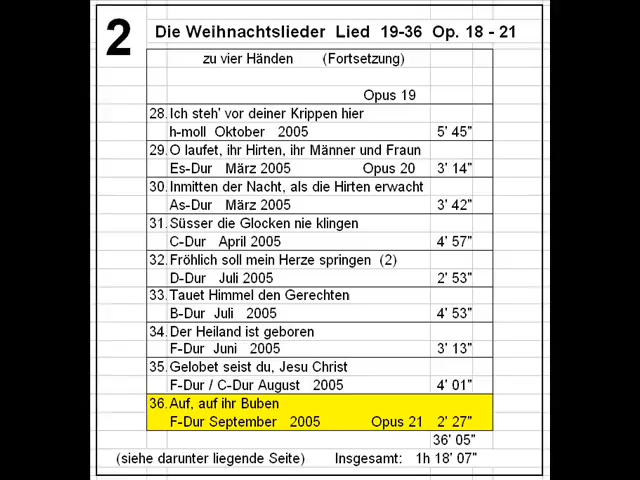 2 Die Weihnachtslieder Lied 19-36 Op. 18 - 21
zu vier Händen (Fortsetzung)
Opus 19
28. Ich steh' vor deiner Krippen hier
h-moll Oktober 2005 5' 45"
29. O laufet, ihr Hirten, ihr Männer und Fraun
Es-Dur März 2005 Opus 20 3' 14"
30. Inmitten der Nacht, als die Hirten erwacht
As-Dur März 2005 3' 42"
31. Süsser die Glocken nie klingen
C-Dur April 2005 4' 57"
32. Fröhlich soll mein Herze springen (2)
D-Dur Juli 2005 2' 53"
33. Tauet Himmel den Gerechten
B-Dur Juli 2005 4' 53"
34. Der Heiland ist geboren
F-Dur Juni 2005 3' 13"
35. Gelobet seist du, Jesu Christ
F-Dur / C-Dur August 2005 4' 01"
36. Auf, auf ihr Buben
F-Dur September 2005 Opus 21 2' 27"
36' 05"
(siehe darunter liegende Seite) Insgesamt: 1h 18' 07"